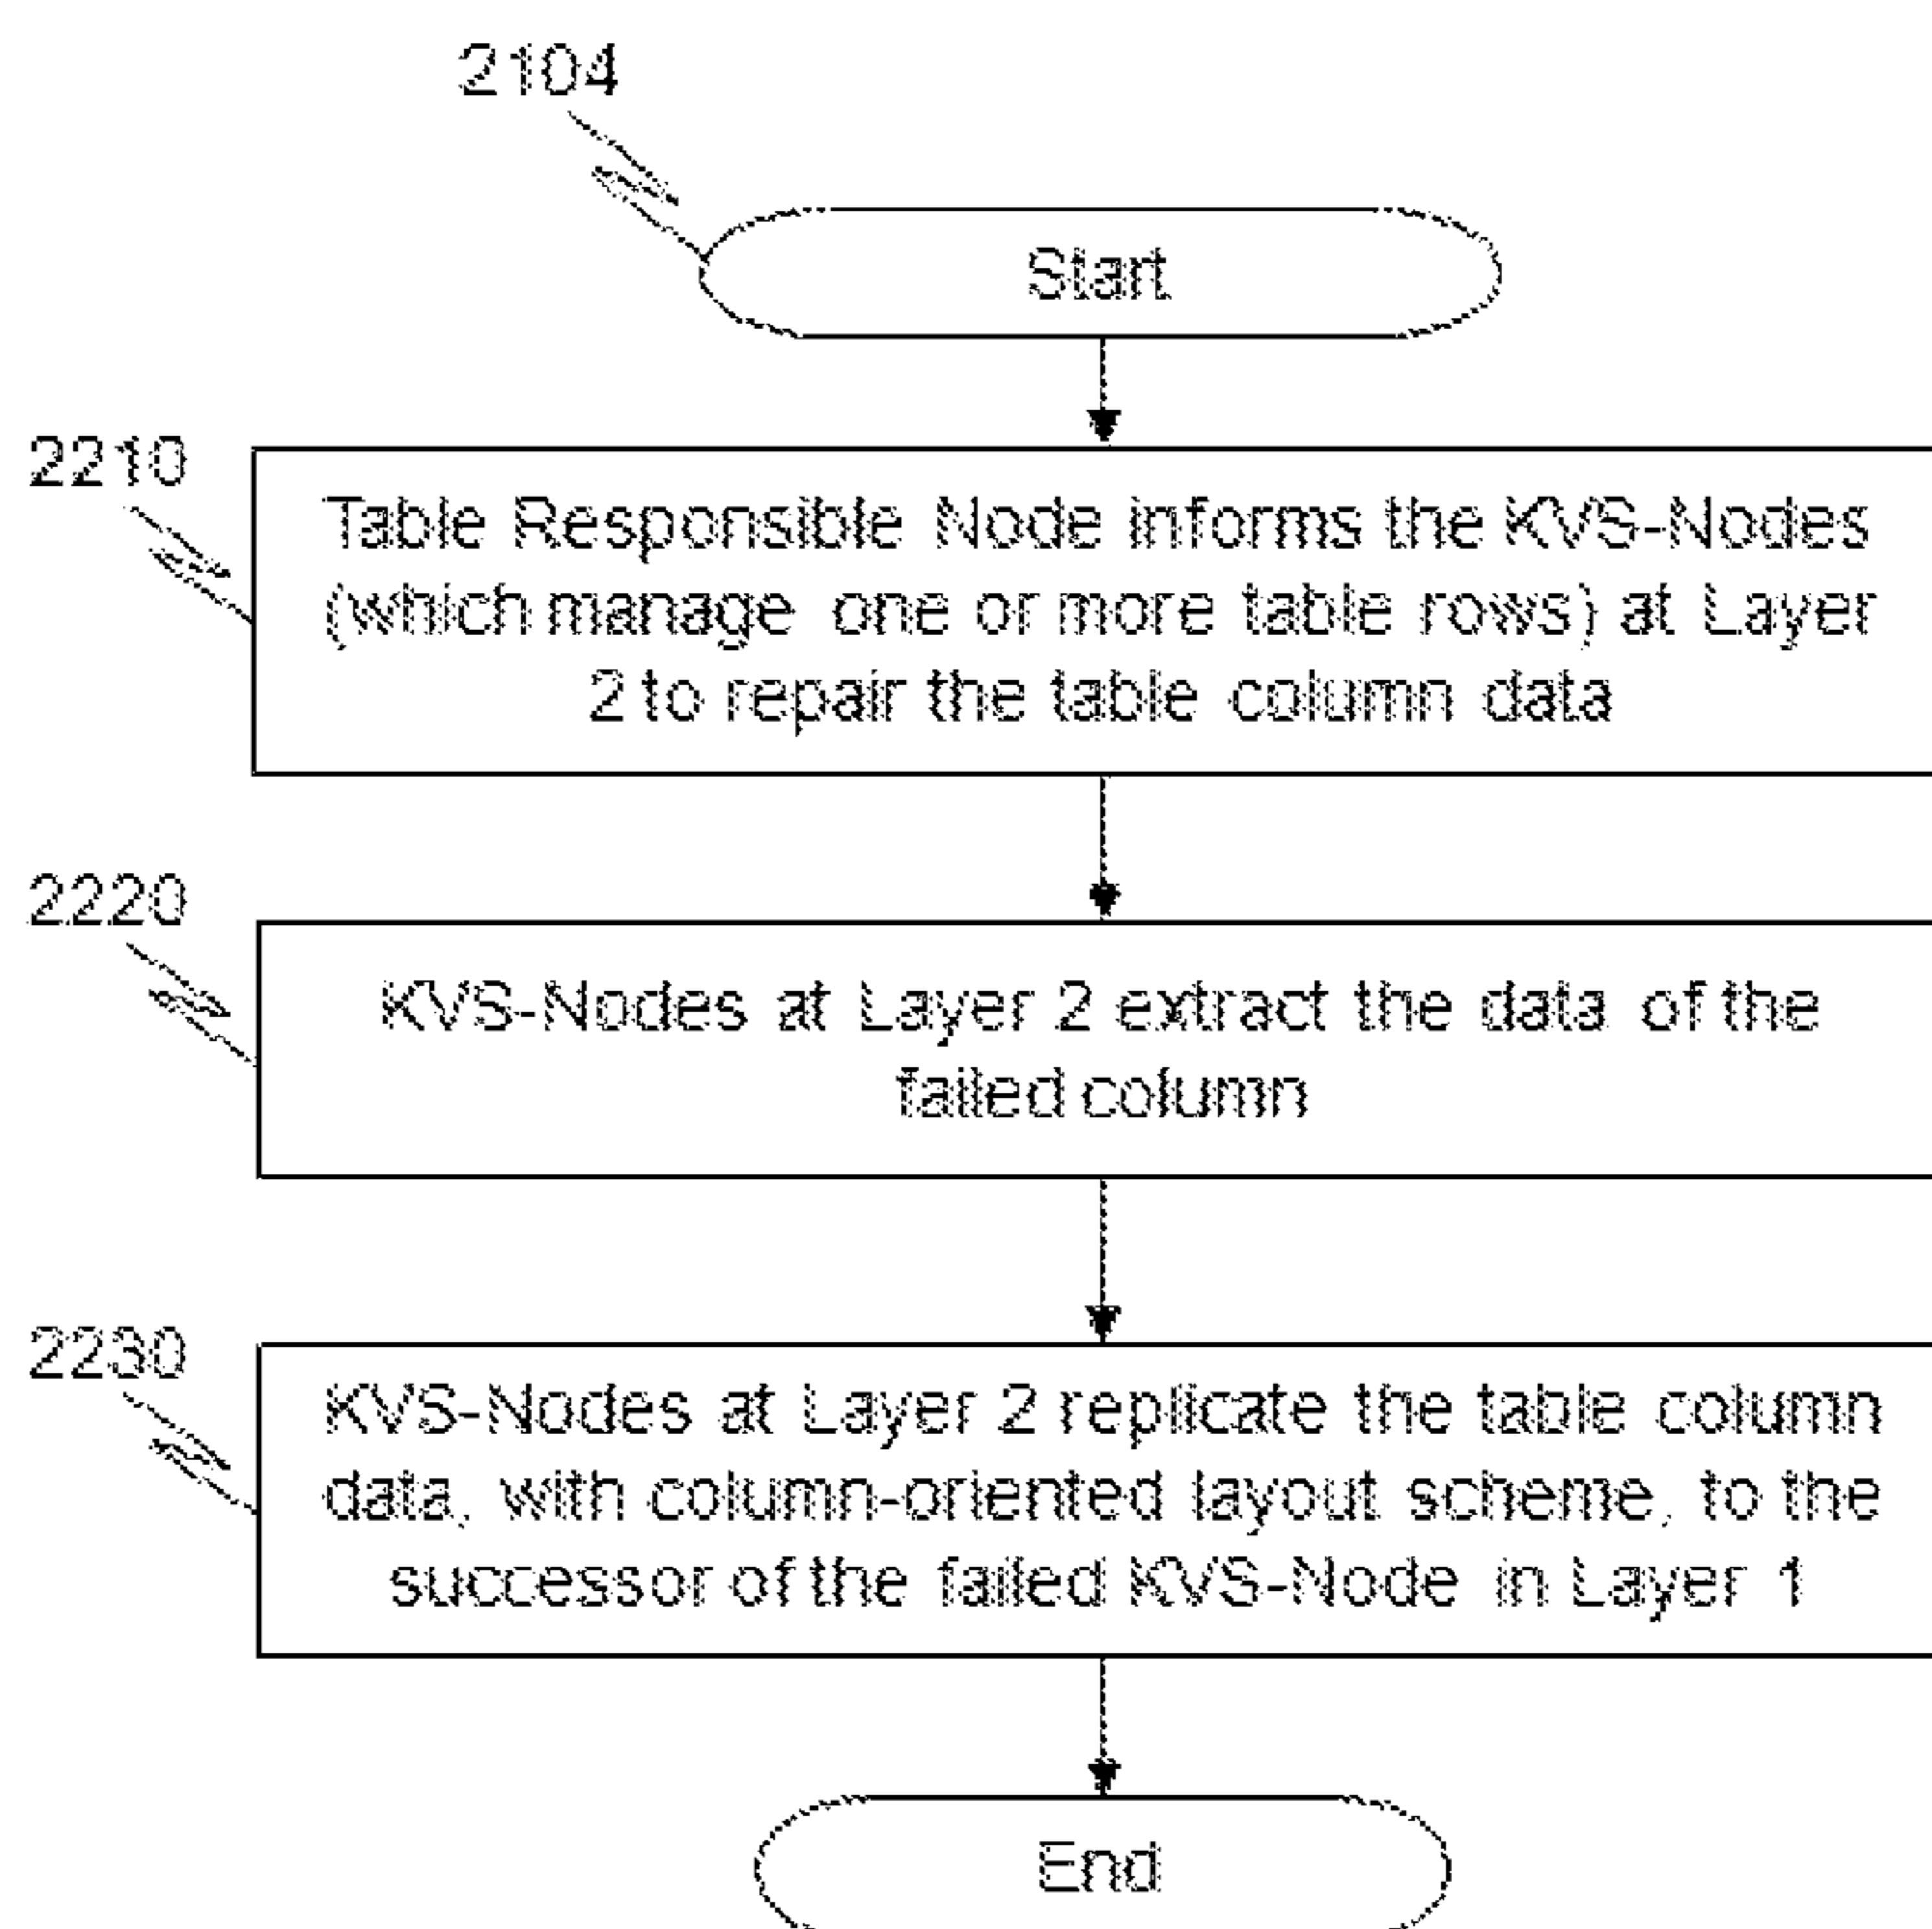 2104
Start
2210
Table Responsible Node informs the KVS-Nodes
(which manage one or more table rows) at Layer
2 to repair the table column data
2220
KVS-Nodes at Layer 2 extract the data of the
failed column
2230
KVS-Nodes at Layer 2 replicate the table column
data, with column-oriented layout scheme, to the
successor of the failed KVS-Node in Layer 1
End